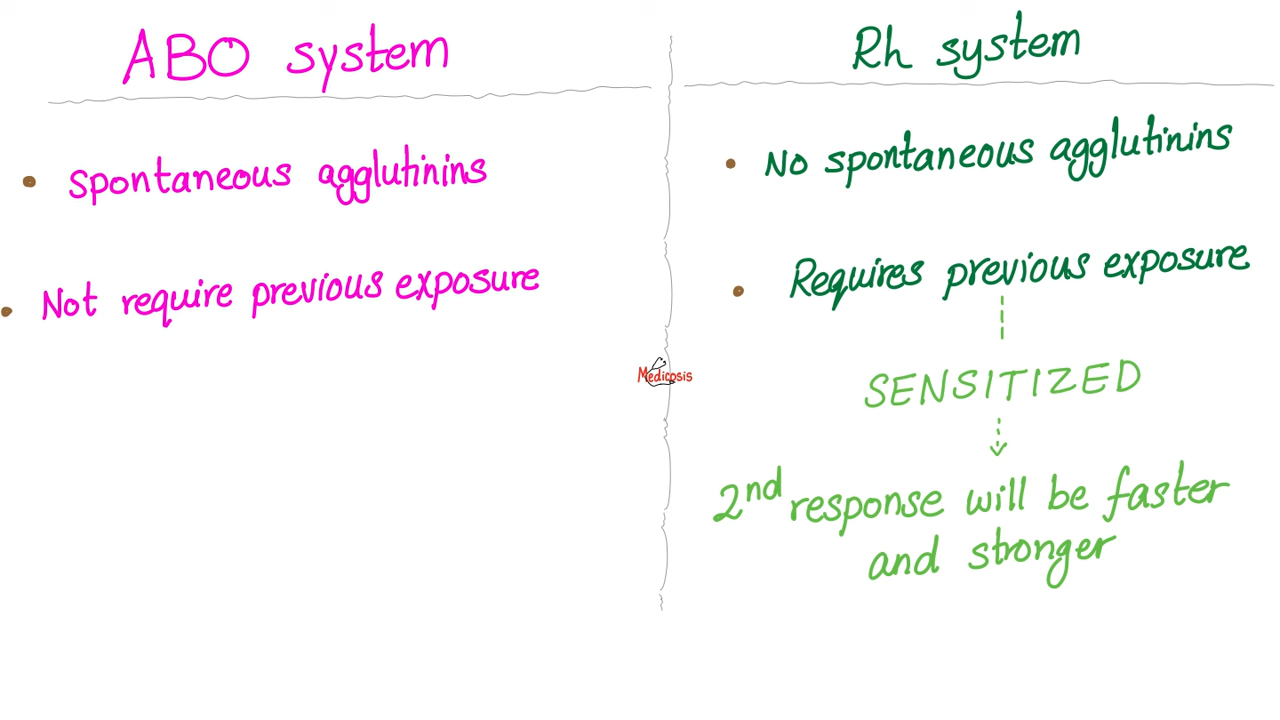 ABO system
• spontaneous agglutinins
• Not require previous exposure
Medicosis
Rh system
• No spontaneous agglutinins
• Requires previous exposure
SENSITIZED
2nd response will be faster
and stronger